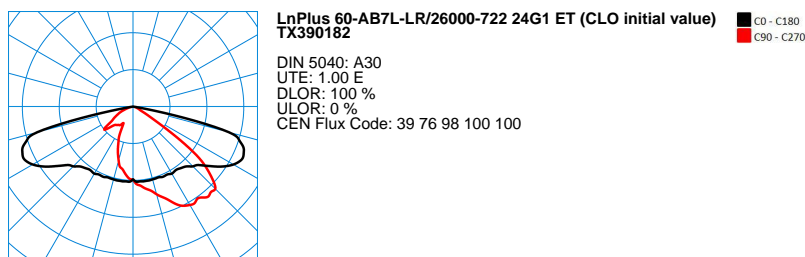 LnPlus 60-AB7L-LR/26000-722 24G1 ET (CLO initial value)
TX390182
DIN 5040: A30
UTE: 1.00 E
DLOR: 100 %
ULOR: 0 %
CEN Flux Code: 39 76 98 100 100
C0 - C180
C90 - C270